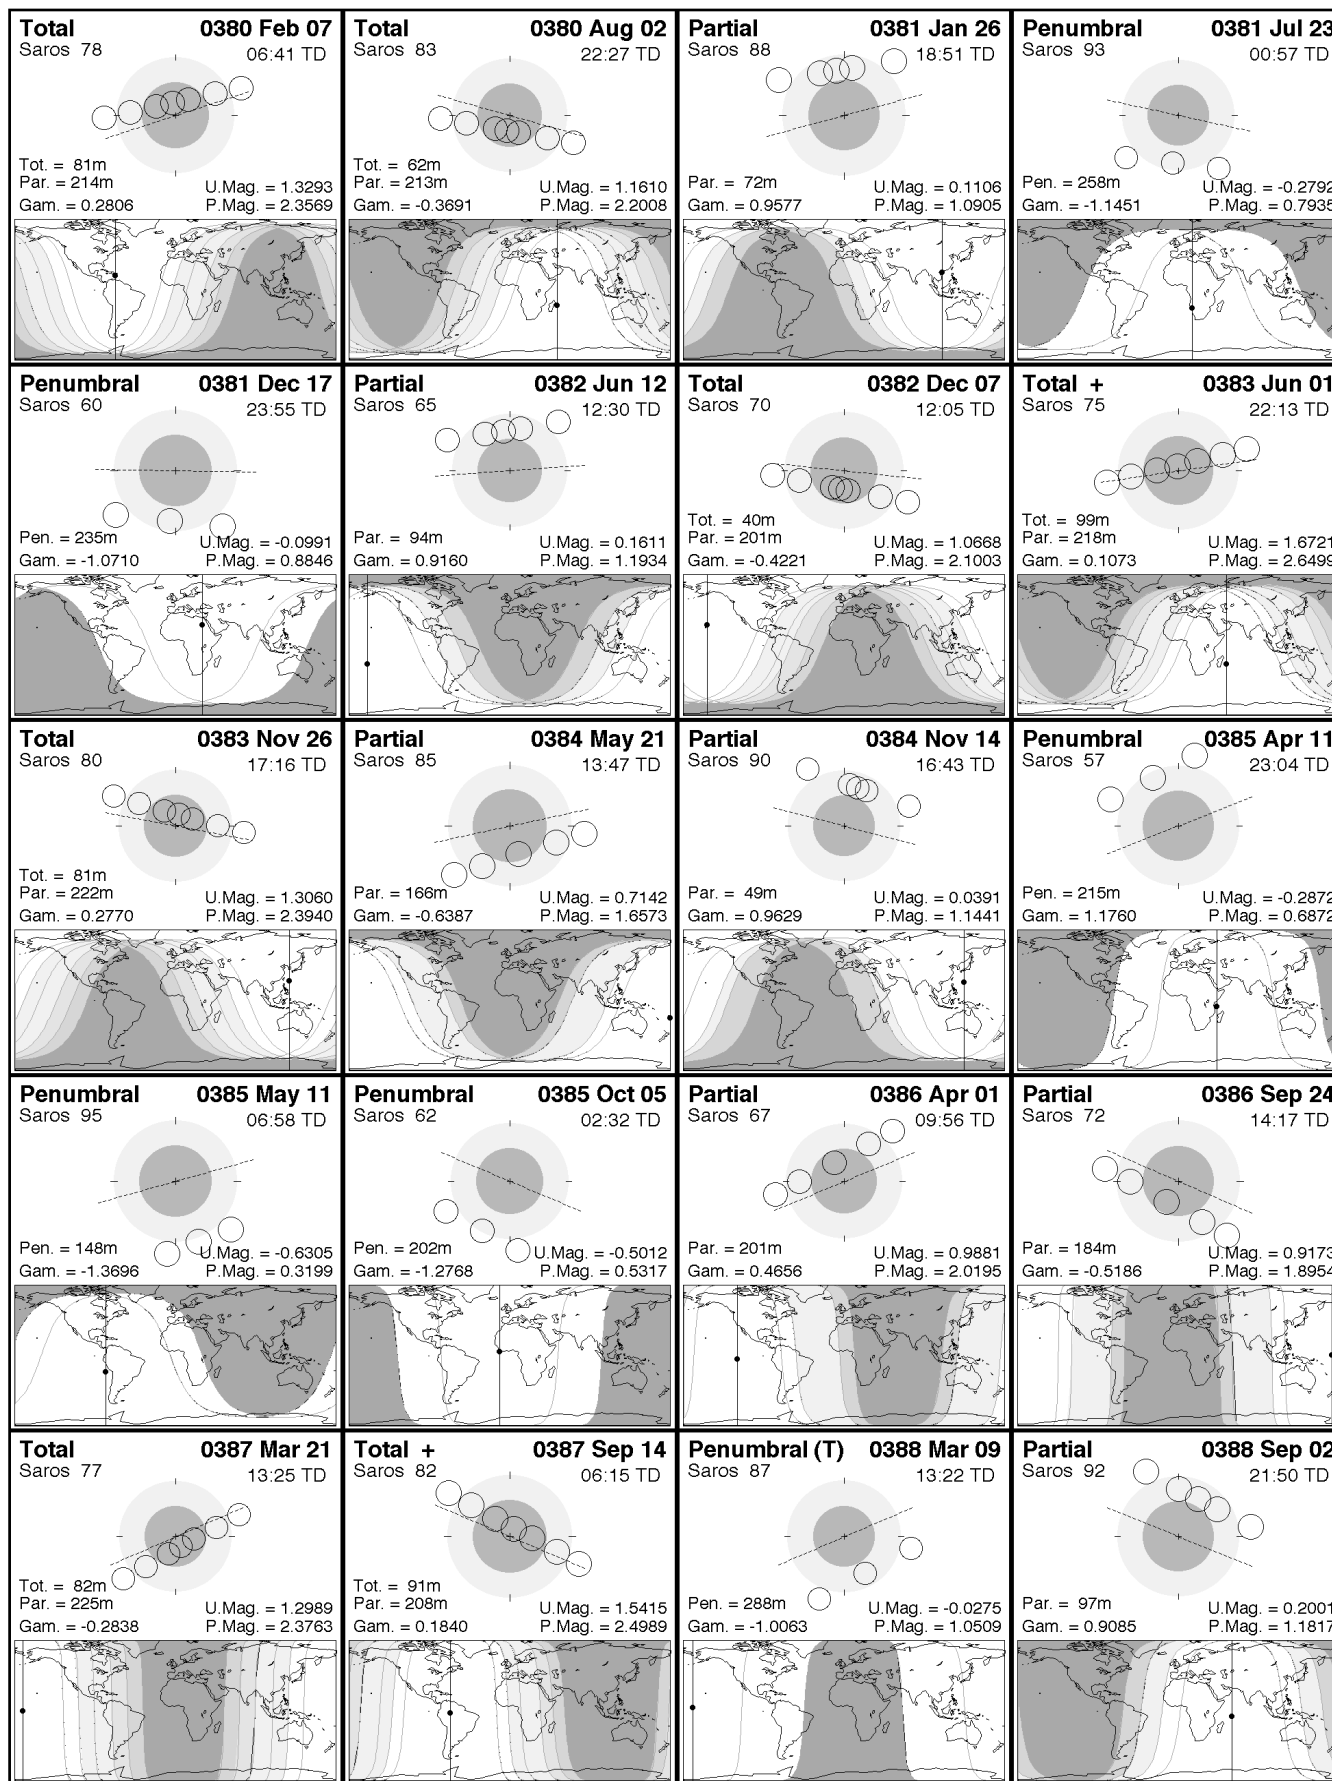 Total 0380 Feb 07
Saros 78 06:41 TD
Tot. = 81m
Par. = 214m U.Mag. = 1.3293
Gam. = 0.2806 P.Mag. = 2.3569
Total 0380 Aug 02
Saros 83 22:27 TD
Tot. = 62m
Par. = 213m U.Mag. = 1.1610
Gam. = -0.3691 P.Mag. = 2.2008
Partial 0381 Jan 26
Saros 88 18:51 TD
Par. = 72m U.Mag. = 0.1106
Gam. = 0.9577 P.Mag. = 1.0905
Penumbral 0381 Jul 23
Saros 93 00:57 TD
Pen. = 258m U.Mag. = -0.2792
Gam. = -1.1451 P.Mag. = 0.7935
Penumbral 0381 Dec 17
Saros 60 23:55 TD
Pen. = 235m U.Mag. = -0.0991
Gam. = -1.0710 P.Mag. = 0.8846
Partial 0382 Jun 12
Saros 65 12:30 TD
Par. = 94m U.Mag. = 0.1611
Gam. = 0.9160 P.Mag. = 1.1934
Total 0382 Dec 07
Saros 70 12:05 TD
Tot. = 40m
Par. = 201m U.Mag. = 1.0668
Gam. = -0.4221 P.Mag. = 2.1003
Total + 0383 Jun 01
Saros 75 22:13 TD
Tot. = 99m
Par. = 218m U.Mag. = 1.6721
Gam. = 0.1073 P.Mag. = 2.6499
Total 0383 Nov 26
Saros 80 17:16 TD
Tot. = 81m
Par. = 222m U.Mag. = 1.3060
Gam. = 0.2770 P.Mag. = 2.3940
Partial 0384 May 21
Saros 85 13:47 TD
Par. = 166m U.Mag. = 0.7142
Gam. = -0.6387 P.Mag. = 1.6573
Partial 0384 Nov 14
Saros 90 16:43 TD
Par. = 49m U.Mag. = 0.0391
Gam. = 0.9629 P.Mag. = 1.1441
Penumbral 0385 Apr 11
Saros 57 23:04 TD
Pen. = 215m U.Mag. = -0.2872
Gam. = 1.1760 P.Mag. = 0.6872
Penumbral 0385 May 11
Saros 95 06:58 TD
Pen. = 148m U.Mag. = -0.6305
Gam. = -1.3696 P.Mag. = 0.3199
Penumbral 0385 Oct 05
Saros 62 02:32 TD
Pen. = 202m U.Mag. = -0.5012
Gam. = -1.2768 P.Mag. = 0.5317
Partial 0386 Apr 01
Saros 67 09:56 TD
Par. = 201m U.Mag. = 0.9881
Gam. = 0.4656 P.Mag. = 2.0195
Partial 0386 Sep 24
Saros 72 14:17 TD
Par. = 184m U.Mag. = 0.9173
Gam. = -0.5186 P.Mag. = 1.8954
Total 0387 Mar 21
Saros 77 13:25 TD
Tot. = 82m
Par. = 225m U.Mag. = 1.2989
Gam. = -0.2838 P.Mag. = 2.3763
Total + 0387 Sep 14
Saros 82 06:15 TD
Tot. = 91m
Par. = 208m U.Mag. = 1.5415
Gam. = 0.1840 P.Mag. = 2.4989
Penumbral (T) 0388 Mar 09
Saros 87 13:22 TD
Pen. = 288m U.Mag. = -0.0275
Gam. = -1.0063 P.Mag. = 1.0509
Partial 0388 Sep 02
Saros 92 21:50 TD
Par. = 97m U.Mag. = 0.2001
Gam. = 0.9085 P.Mag. = 1.1817